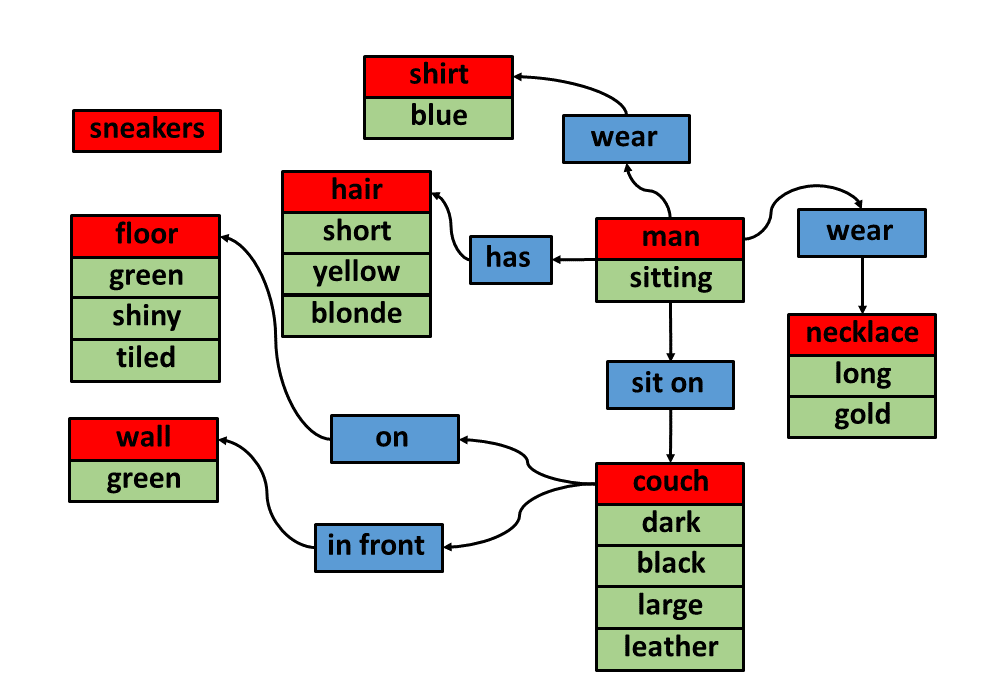 shirt
blue
sneakers
wear
hair
short
yellow
blonde
has
man
sitting
wear
floor
green
shiny
tiled
necklace
long
gold
sit on
wall
green
on
in front
couch
dark
black
large
leather